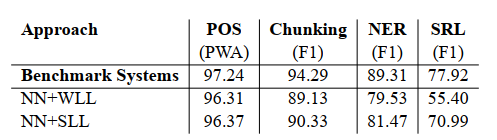 Approach POS Chunking NER SRL
(PWA) (F1) (F1) (F1)
Benchmark Systems 97.24 94.29 89.31 77.92
NN+WLL 96.31 89.13 79.53 55.40
NN+SLL 96.37 90.33 81.47 70.99